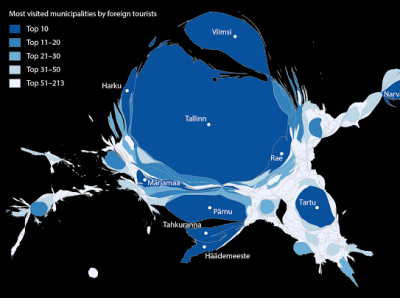 Most visited municipalities by foreign tourists
Top 10
Top 11–20
Top 21–30
Top 31–50
Top 51–213
Viimsi
Harku
Narva
Tallinn
Rae
Märjamaa
Pärnu
Tartu
Tahkuranna
Häädemeeste